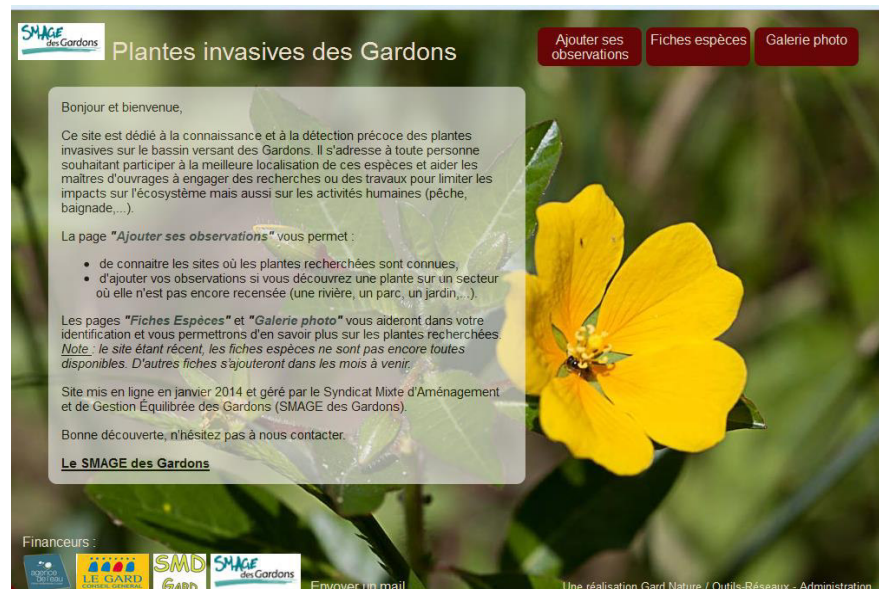 SMAGE
des Gardons
Plantes invasives des Gardons
Ajouter ses
observations
Fiches espèces
Galerie photo
Bonjour et bienvenue,
Ce site est dédié à la connaissance et à la détection précoce des plantes
invasives sur le bassin versant des Gardons. Il s'adresse à toute personne
souhaitant participer à la meilleure localisation de ces espèces et aider les
maîtres d'ouvrages à engager des recherches ou des travaux pour limiter les
impacts sur l'écosystème mais aussi sur les activités humaines (pêche,
baignade,...).
La page "Ajouter ses observations" vous permet :
• de connaitre les sites où les plantes recherchées sont connues,
• d'ajouter vos observations si vous découvrez une plante sur un secteur
où elle n'est pas encore recensée (une rivière, un parc, un jardin,...).
Les pages "Fiches Espèces" et "Galerie photo" vous aideront dans votre
identification et vous permettrons d'en savoir plus sur les plantes recherchées.
Note : le site étant récent, les fiches espèces ne sont pas encore toutes
disponibles. D'autres fiches s'ajouteront dans les mois à venir.
Site mis en ligne en janvier 2014 et géré par le Syndicat Mixte d'Aménagement
et de Gestion Équilibrée des Gardons (SMAGE des Gardons).
Bonne découverte, n'hésitez pas à nous contacter.
Le SMAGE des Gardons
Financeurs :
agence
de l'eau
LE GARD
CONSEIL GENERAL
SMD
GARD
SMAGE
des Gardons
Envoyer un mail
Une réalisation Gard Nature / Outils-Réseaux - Administration